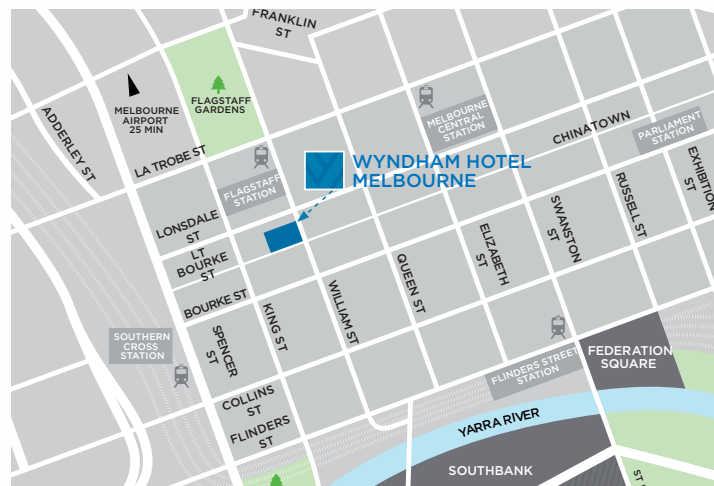 FRANKLIN
ST
MELBOURNE
AIRPORT
25 MIN
FLAGSTAFF
GARDENS
ADDERLEY ST
LA TROBE ST
MELBOURNE
CENTRAL
STATION
CHINATOWN
PARLIAMENT
STATION
WYNDHAM HOTEL
MELBOURNE
FLAGSTAFF
STATION
EXHIBITION
ST
RUSSELL ST
SWANSTON
ST
ELIZABETH
ST
QUEEN ST
WILLIAM ST
KING ST
SPENCER
ST
LONSDALE
ST
LT
BOURKE
ST
BOURKE ST
SOUTHERN
CROSS
STATION
COLLINS
ST
FLINDERS
ST
FLINDERS STREET
STATION
FEDERATION
SQUARE
YARRA RIVER
SOUTHBANK
ST